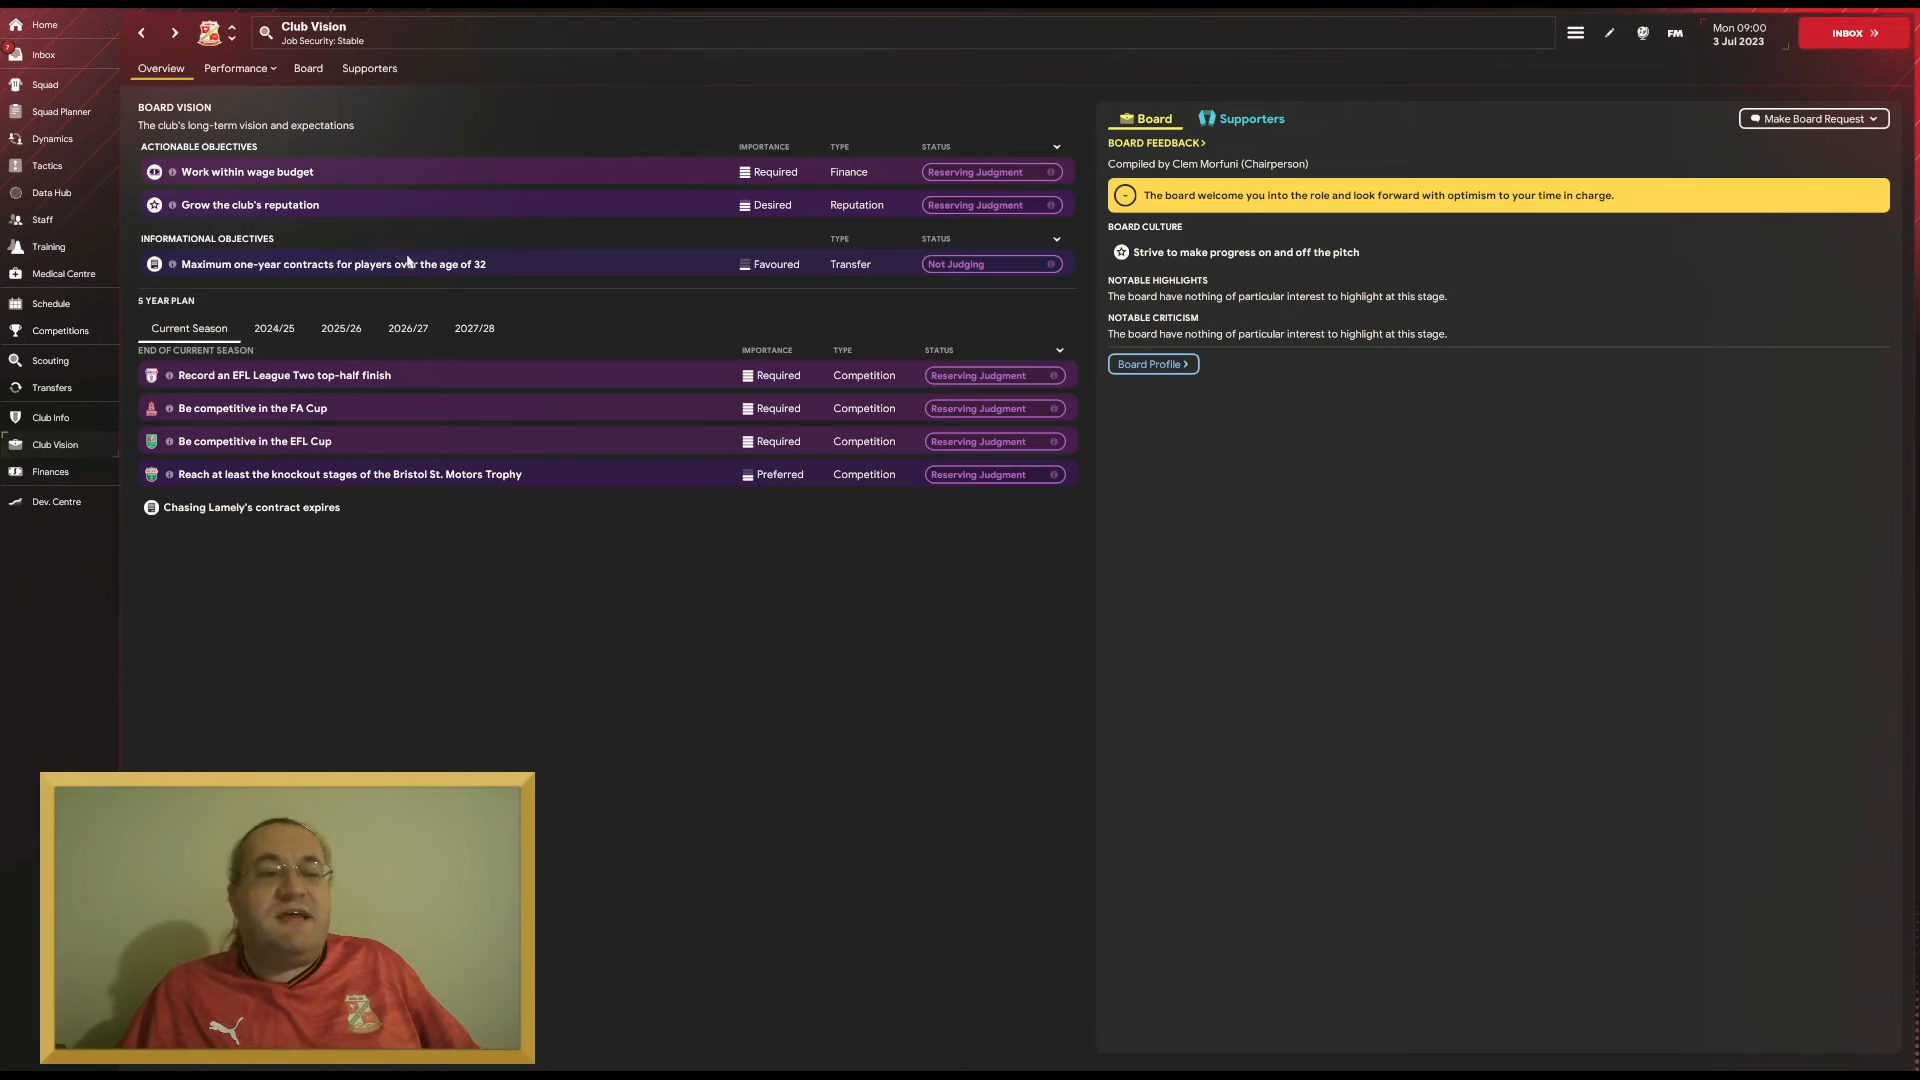 Home
Inbox
Squad
Squad Planner
Dynamics
Tactics
Data Hub
Staff
Training
Medical Centre
Schedule
Competitions
Scouting
Transfers
Club Info
Club Vision
Finances
Dev. Centre
Club Vision
Job Security: Stable
FM
Mon 09:00
3 Jul 2023
INBOX
Overview
Performance
Board
Supporters
BOARD VISION
The club's long-term vision and expectations
ACTIONABLE OBJECTIVES IMPORTANCE TYPE STATUS
Work within wage budget Required Finance Reserving Judgment
Grow the club's reputation Desired Reputation Reserving Judgment
INFORMATIONAL OBJECTIVES TYPE STATUS
Maximum one-year contracts for players over the age of 32 Favoured Transfer Not Judging
5 YEAR PLAN
Current Season 2024/25 2025/26 2026/27 2027/28
END OF CURRENT SEASON IMPORTANCE TYPE STATUS
Record an EFL League Two top-half finish Required Competition Reserving Judgment
Be competitive in the FA Cup Required Competition Reserving Judgment
Be competitive in the EFL Cup Required Competition Reserving Judgment
Reach at least the knockout stages of the Bristol St. Motors Trophy Preferred Competition Reserving Judgment
Chasing Lamely's contract expires
Board Supporters
Make Board Request
BOARD FEEDBACK>
Compiled by Clem Morfuni (Chairperson)
The board welcome you into the role and look forward with optimism to your time in charge.
BOARD CULTURE
Strive to make progress on and off the pitch
NOTABLE HIGHLIGHTS
The board have nothing of particular interest to highlight at this stage.
NOTABLE CRITICISM
The board have nothing of particular interest to highlight at this stage.
Board Profile >